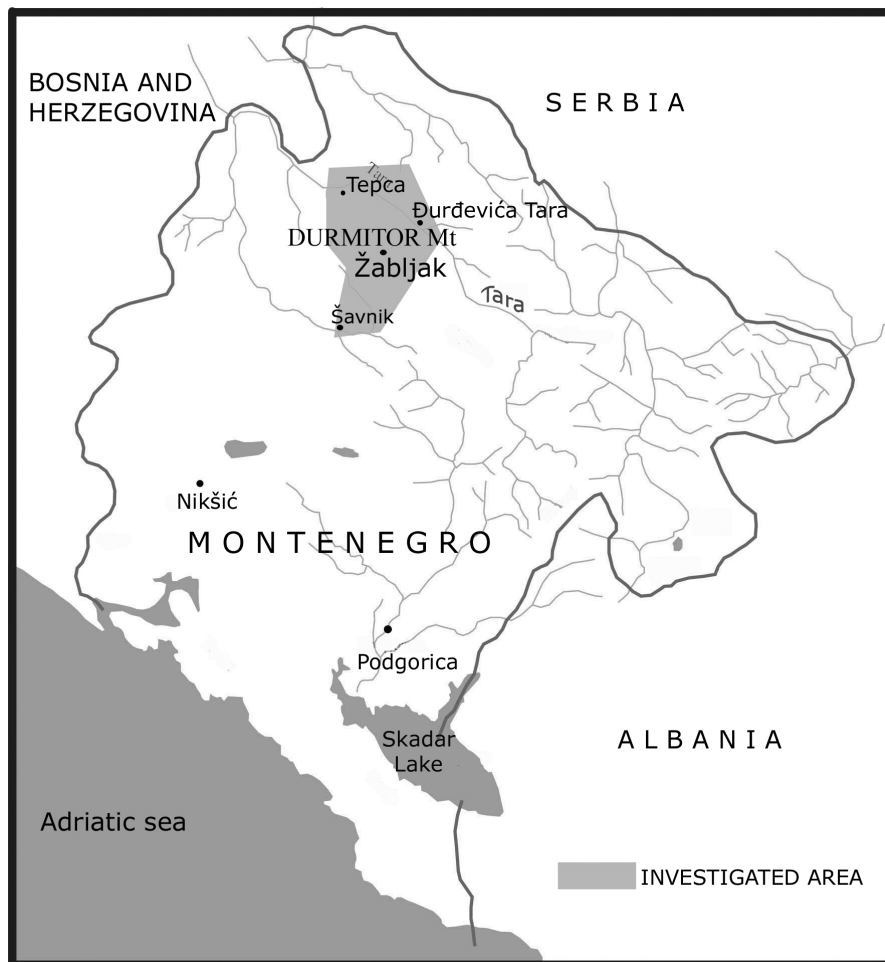 BOSNIA AND
HERZEGOVINA
SERBIA
Tara
Tepca
Đurđevića Tara
DURMITOR Mt
Žabljak
Tara
Šavnik
Nikšić
MONTENEGRO
Podgorica
Skadar
Lake
ALBANIA
Adriatic sea
INVESTIGATED AREA